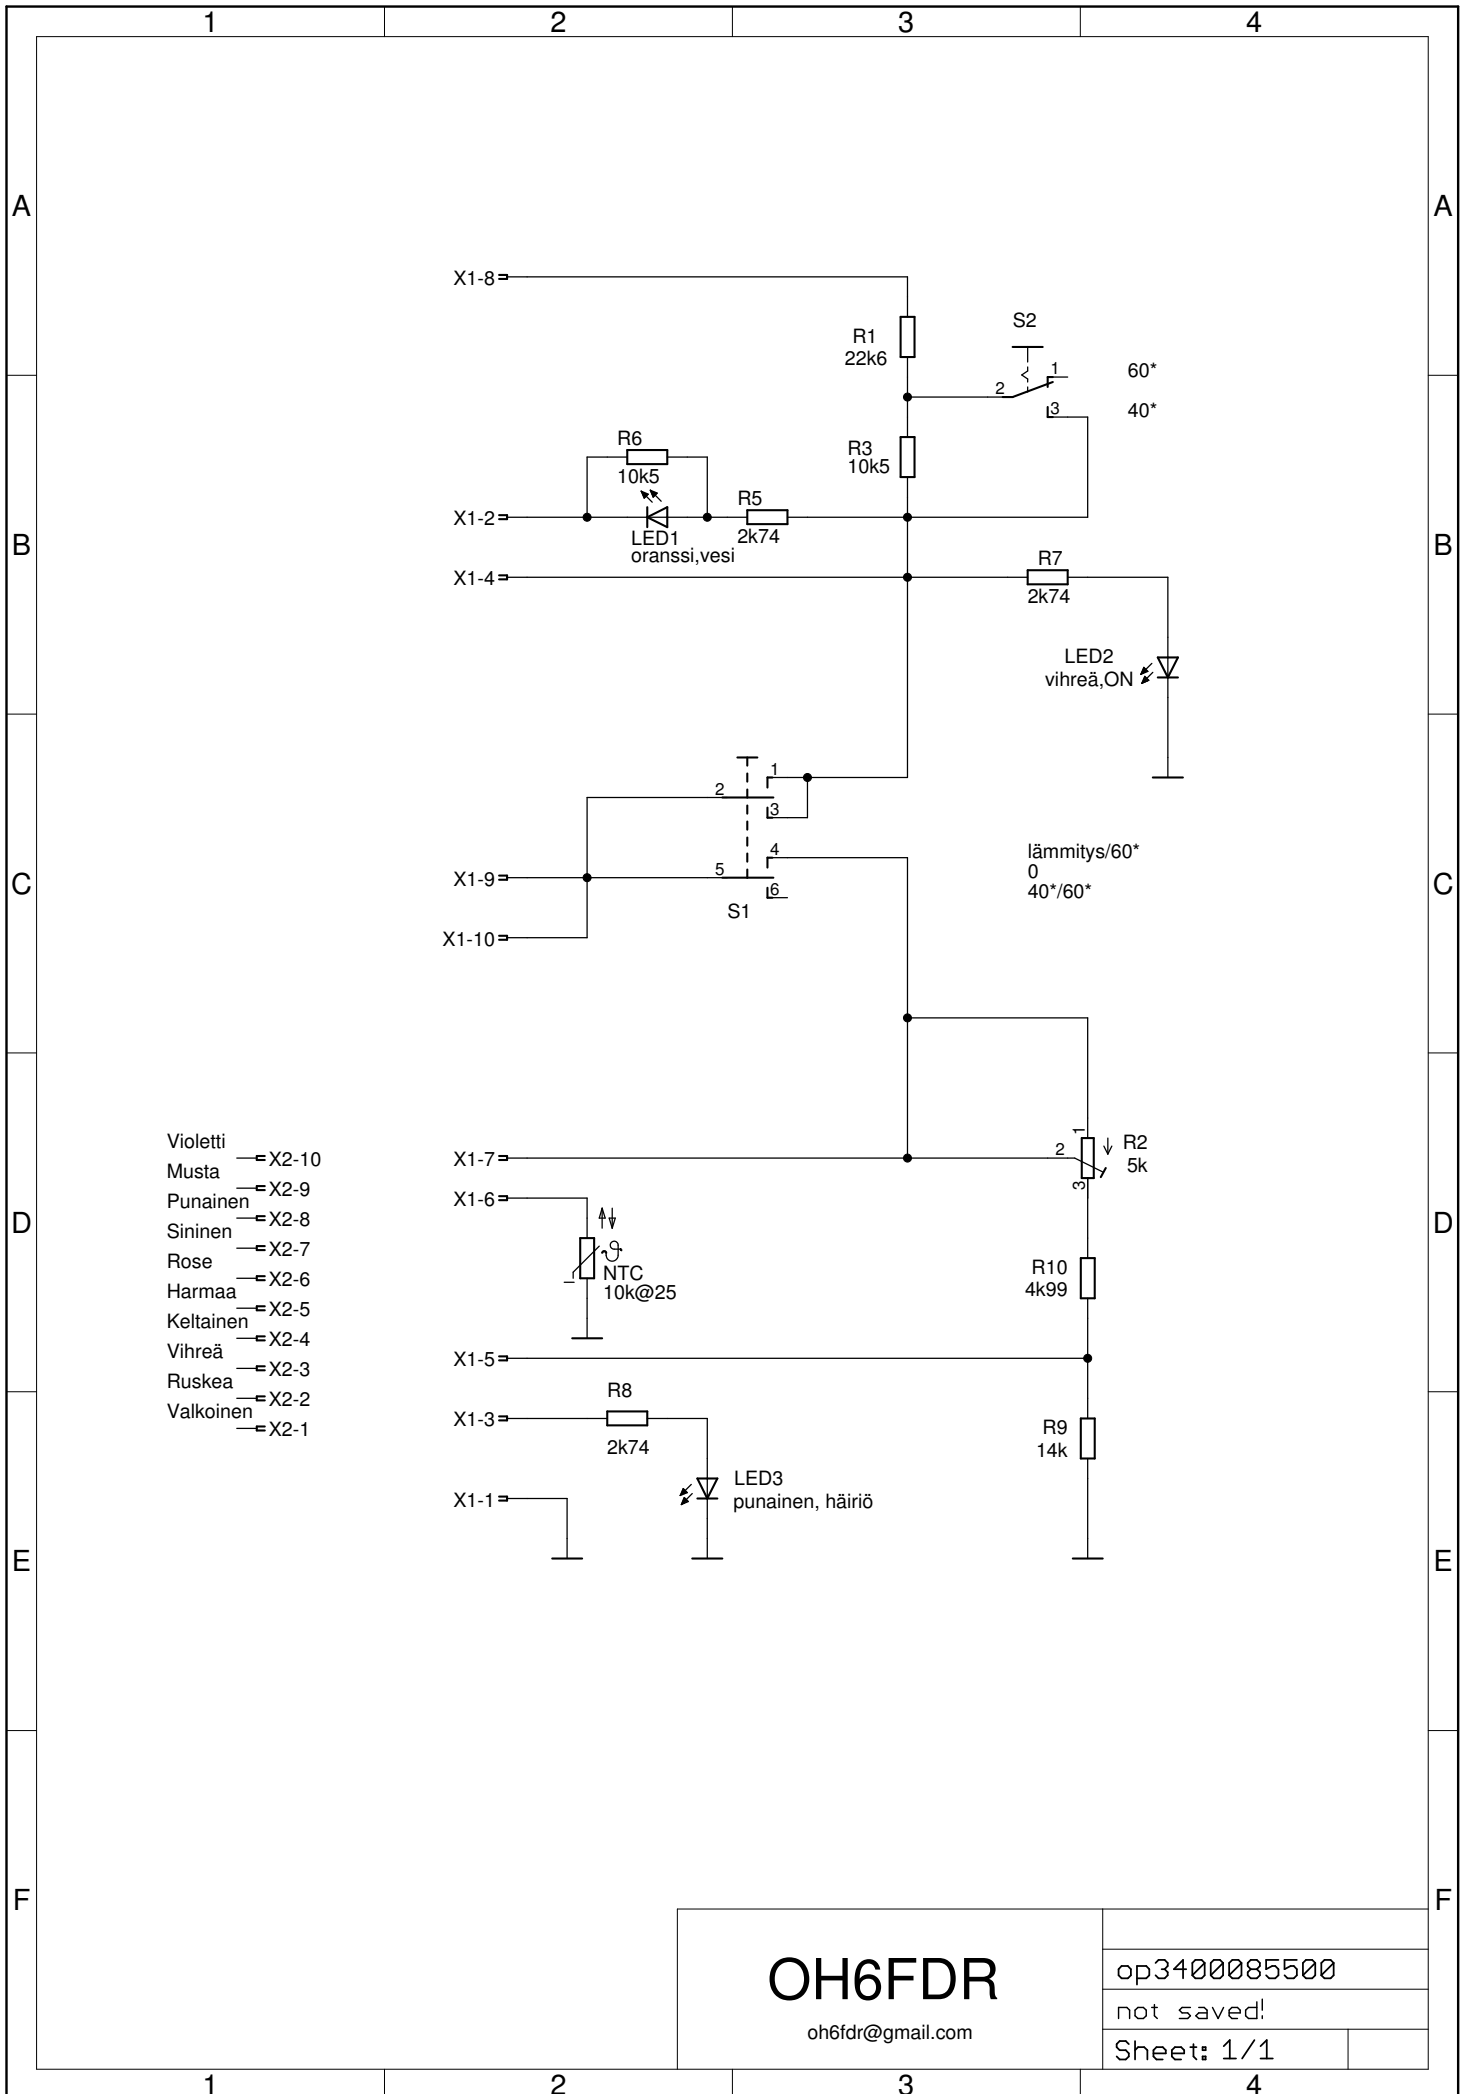 1 2 3 4
A A
X1-8
R1
22k6
S2
1
2
3
60*
40*
R6
10k5
R3
10k5
X1-2
LED1
oranssi,vesi
R5
2k74
B B
X1-4
R7
2k74
LED2
vihreä,ON
1
2
3
4
5
6
S1
X1-9
X1-10
lämmitys/60*
0
40*/60*
C C
Violetti
X2-10
Musta
X2-9
Punainen
X2-8
Sininen
X2-7
Rose
X2-6
Harmaa
X2-5
Keltainen
X2-4
Vihreä
X2-3
Ruskea
X2-2
Valkoinen
X2-1
X1-7
1
2
3
R2
5k
X1-6
NTC
10k@25
D D
R10
4k99
X1-5
R8
2k74
X1-3
R9
14k
LED3
punainen, häiriö
X1-1
E E
F F
OH6FDR
oh6fdr@gmail.com
op3400085500
not saved!
Sheet: 1/1
1 2 3 4